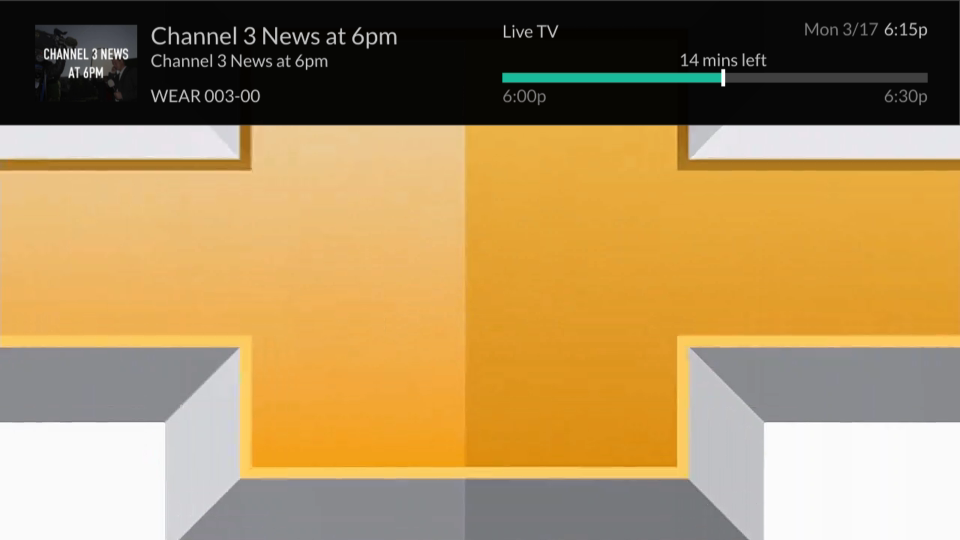 CHANNEL 3 NEWS
AT 6PM
Channel 3 News at 6pm
Channel 3 News at 6pm
WEAR 003-00
Live TV
Mon 3/17 6:15p
14 mins left
6:00p
6:30p